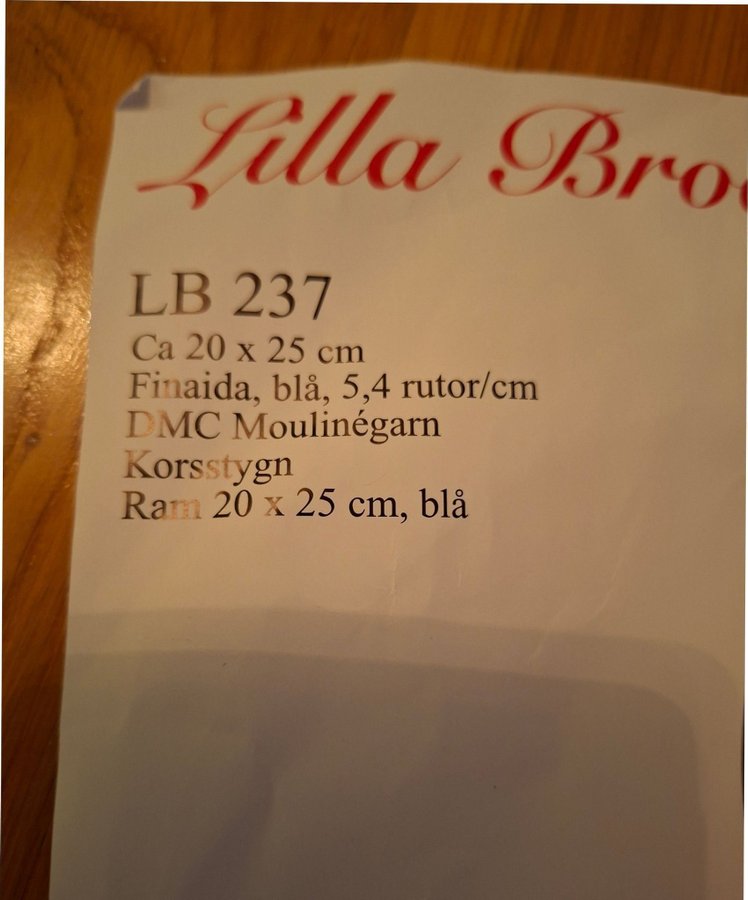 Lilla Bro
LB 237
Ca 20 x 25 cm
Finaida, blå, 5,4 rutor/cm
DMC Moulinégarn
Korsstygn
Ram 20 x 25 cm, blå